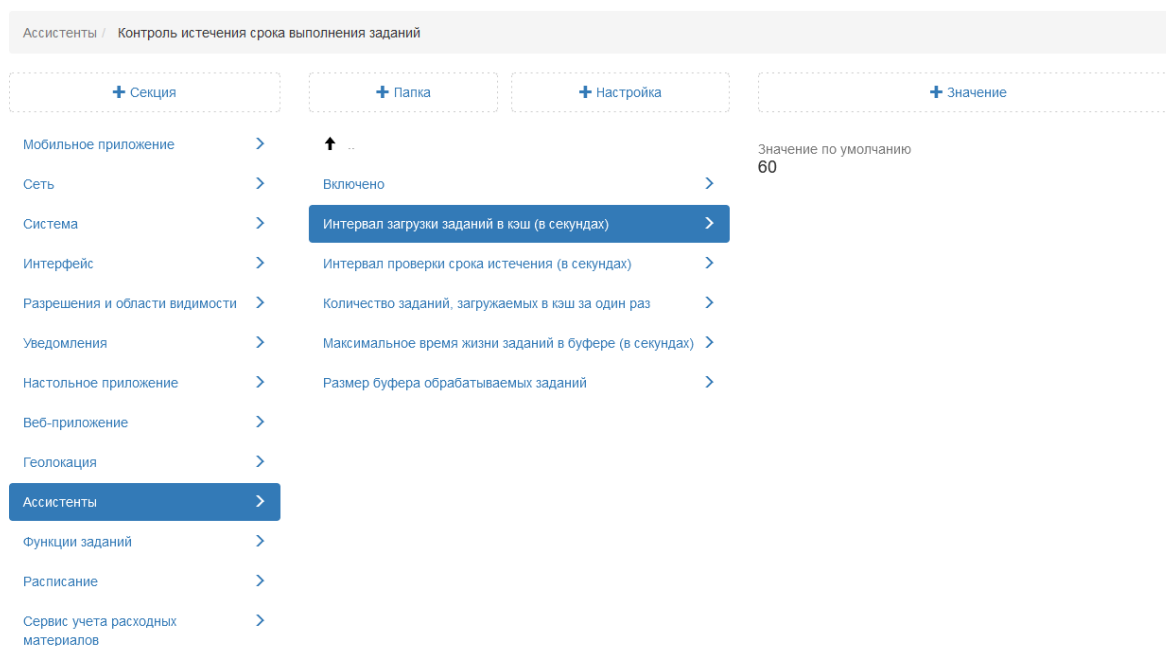 Ассистенты / Контроль истечения срока выполнения заданий
Секция
Мобильное приложение
Сеть
Система
Интерфейс
Разрешения и области видимости
Уведомления
Настольное приложение
Веб-приложение
Геолокация
Ассистенты
Функции заданий
Расписание
Сервис учета расходных
материалов
Папка
Настройка
..
Включено
Интервал загрузки заданий в кэш (в секундах)
Интервал проверки срока истечения (в секундах)
Количество заданий, загружаемых в кэш за один раз
Максимальное время жизни заданий в буфере (в секундах)
Размер буфера обрабатываемых заданий
Значение
Значение по умолчанию
60